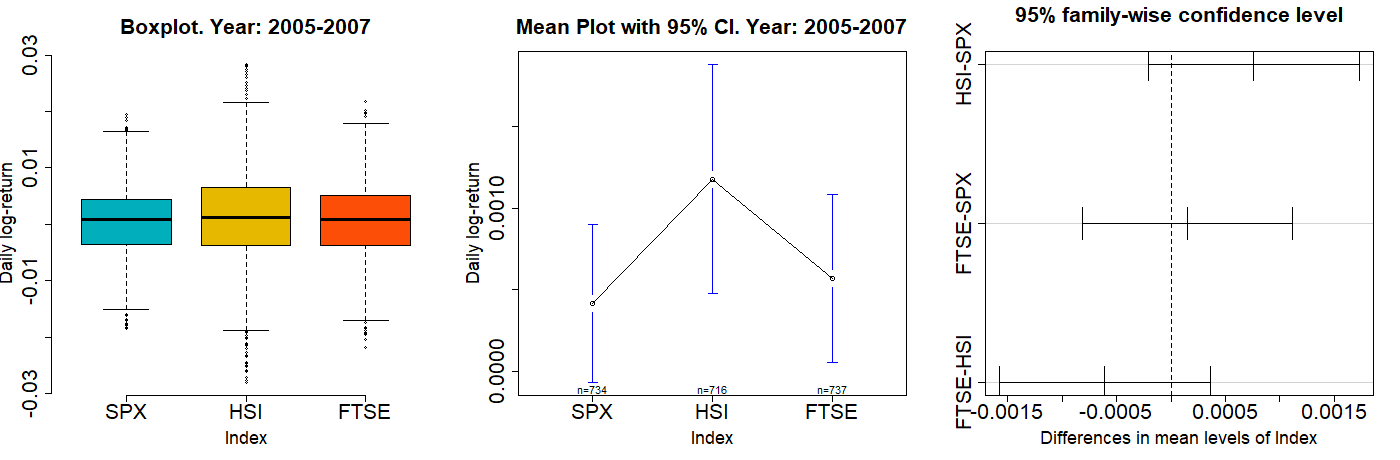 Boxplot. Year: 2005-2007
Daily log-return
0.03
0.01
-0.01
-0.03
SPX HSI FTSE
Index
Mean Plot with 95% CI. Year: 2005-2007
Daily log-return
0.0010
0.0000
n=734 n=716 n=737
SPX HSI FTSE
Index
95% family-wise confidence level
HSI-SPX
FTSE-SPX
FTSE-HSI
-0.0015 -0.0005 0.0005 0.0015
Differences in mean levels of Index